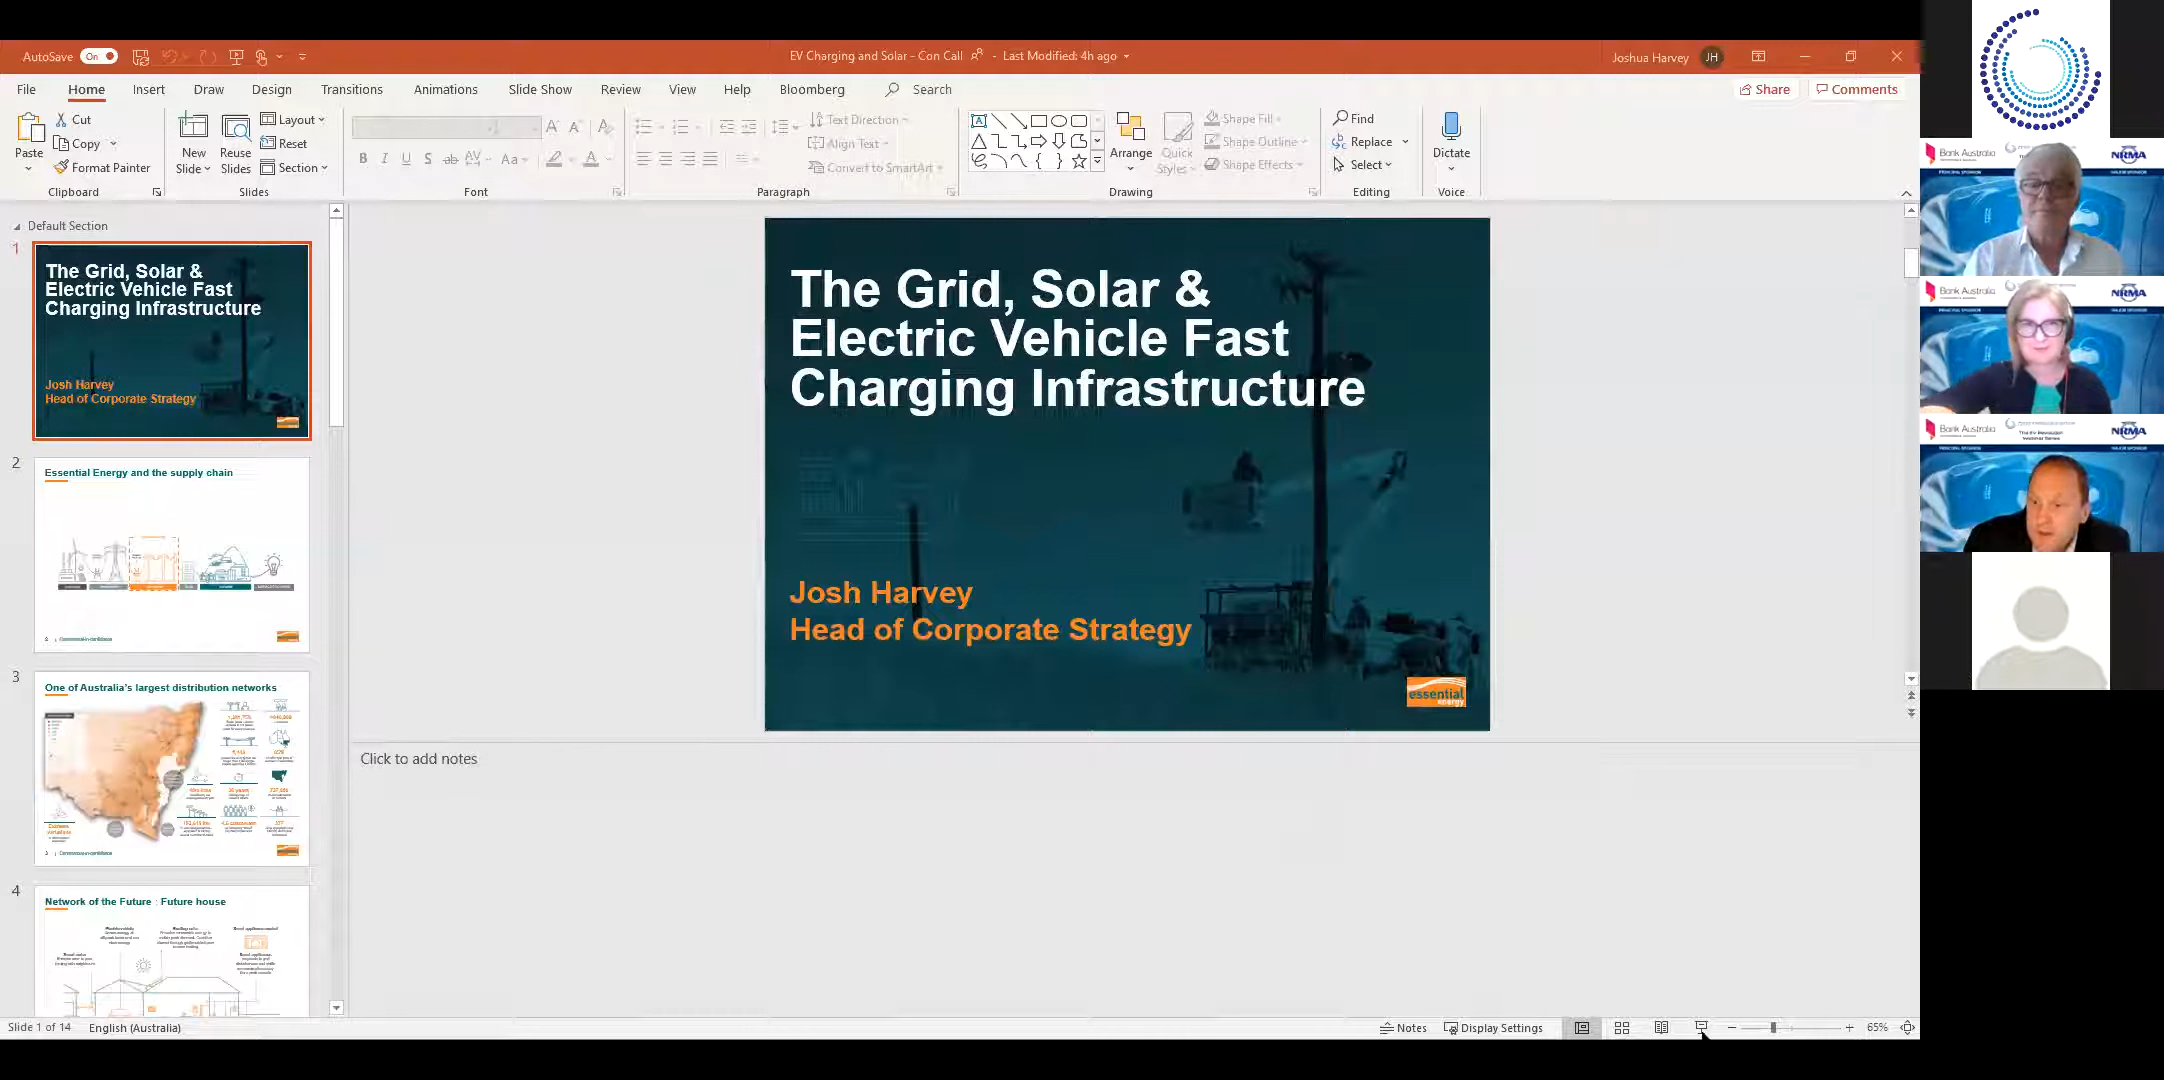 AutoSave On
EV Charging and Solar - Con Call - Last Modified: 4h ago
Joshua Harvey JH
File Home Insert Draw Design Transitions Animations Slide Show Review View Help Bloomberg Search
Share Comments
Paste
Cut
Copy
Format Painter
Clipboard
New Slide
Reuse Slides
Layout
Reset
Section
Slides
B I U S ab AV Aa A
Font
Text Direction
Align Text
Convert to SmartArt
Paragraph
Arrange
Quick Styles
Shape Fill
Shape Outline
Shape Effects
Drawing
Find
Replace
Select
Editing
Dictate
Voice
Default Section
1
The Grid, Solar &
Electric Vehicle Fast
Charging Infrastructure
Josh Harvey
Head of Corporate Strategy
2
Essential Energy and the supply chain
3
One of Australia's largest distribution networks
4
Network of the Future : Future house
The Grid, Solar &
Electric Vehicle Fast
Charging Infrastructure
Josh Harvey
Head of Corporate Strategy
essential
energy
Click to add notes
Slide 1 of 14 English (Australia)
Notes Display Settings 65%
Bank Australia NRMA
Bank Australia NRMA
Bank Australia NRMA